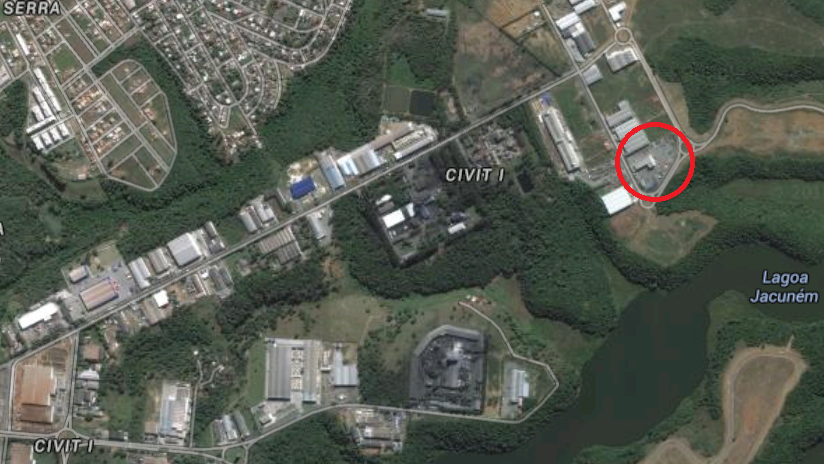 SERRA
CIVIT I
Lagoa
Jacuném
CIVIT I